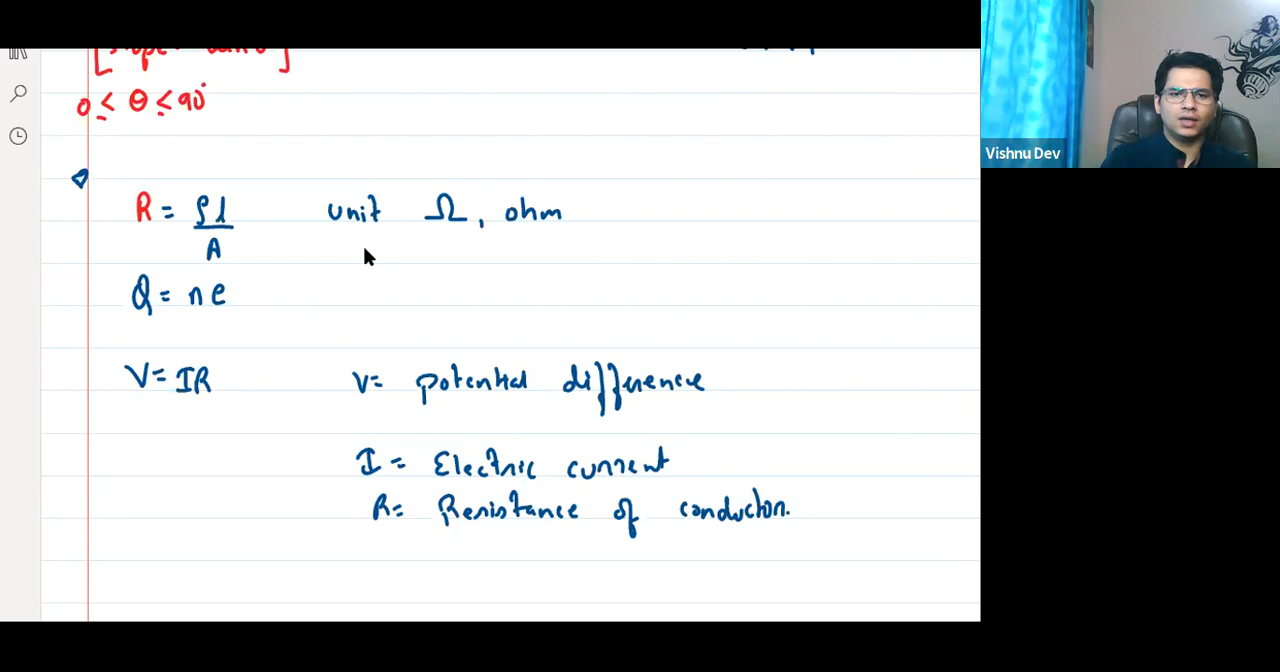 0 ≤ θ ≤ 90°
R = ρl/A unit Ω, ohm
Q = ne
V = IR V = potential difference
I = Electric current
R = Resistance of conductor.
Vishnu Dev